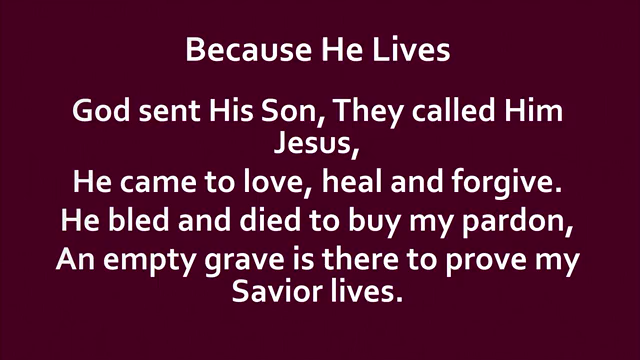 Because He Lives
God sent His Son, They called Him
Jesus,
He came to love, heal and forgive.
He bled and died to buy my pardon,
An empty grave is there to prove my
Savior lives.